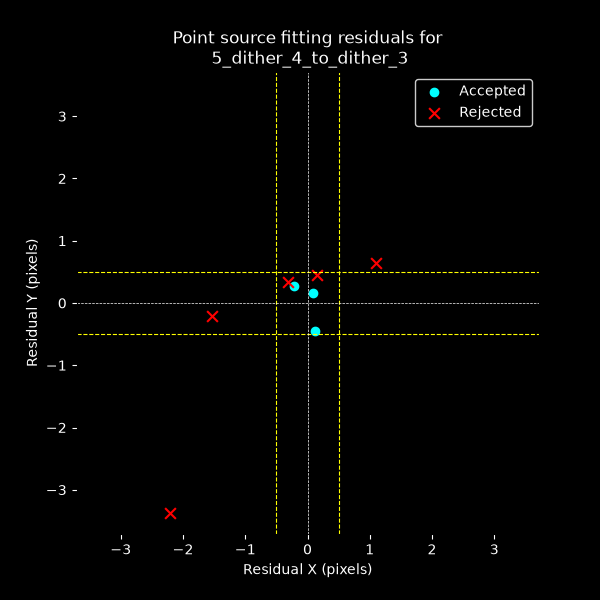 Point source fitting residuals for
5_dither_4_to_dither_3
Accepted
Rejected
Residual Y (pixels)
3
2
1
0
−1
−2
−3
−3
−2
−1
0
1
2
3
Residual X (pixels)